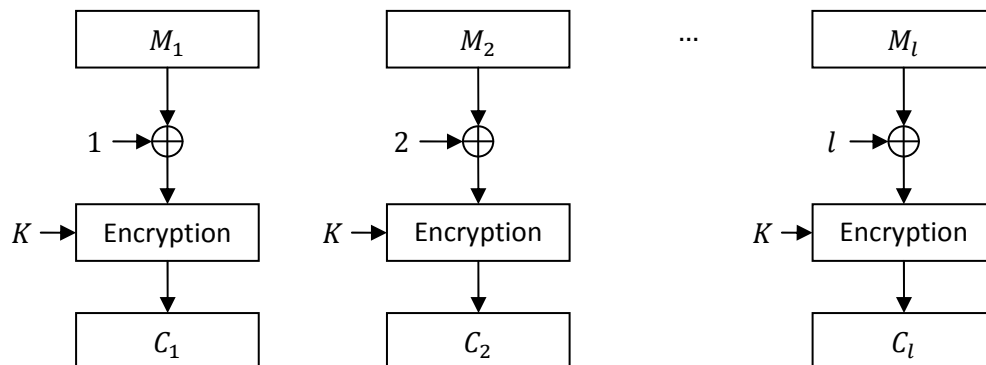 M₁ M₂ ... Mₗ
1 2 l
K Encryption K Encryption K Encryption
C₁ C₂ Cₗ